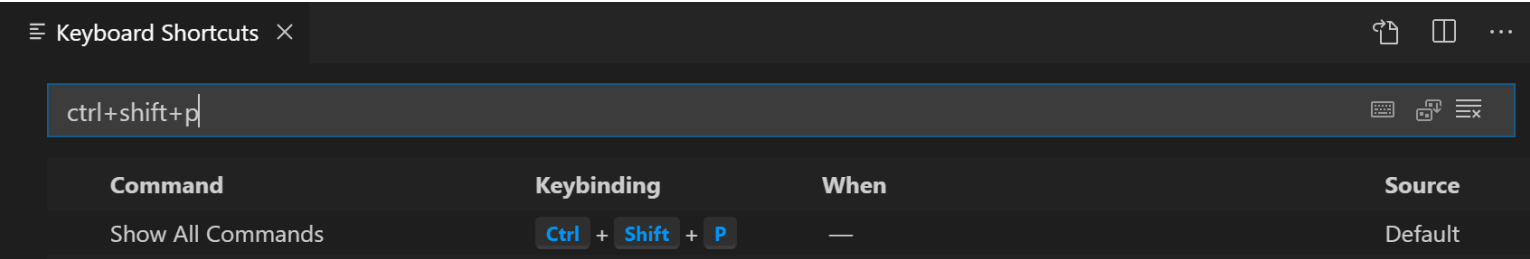 Keyboard Shortcuts
ctrl+shift+p
Command Keybinding When Source
Show All Commands Ctrl + Shift + P — Default